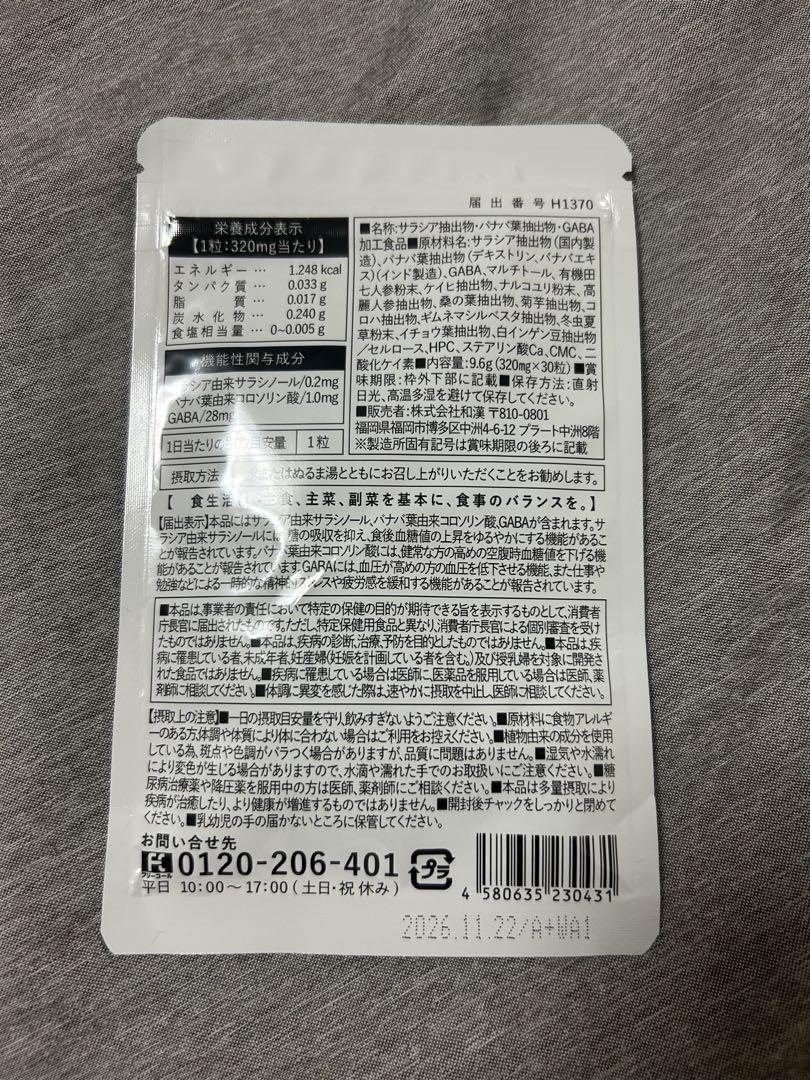 届出番号 H1370
栄養成分表示
【1粒:320mg当たり】
エネルギー… 1.248 kcal
タンパク質… 0.033 g
脂質… 0.017 g
炭水化物… 0.240 g
食塩相当量… 0~0.005 g
機能性関与成分
シア由来サラシノール/0.2mg
バナバ葉由来コロソリン酸/1.0mg
GABA/28mg
1日当たりの 目安量 1粒
■名称:サラシア抽出物・バナバ葉抽出物・GABA
加工食品■原材料名:サラシア抽出物(国内製
造)、バナバ葉抽出物(デキストリン、バナバエキ
ス)(インド製造)、GABA、マルチトール、有機田
七人参粉末、ケイヒ抽出物、ナルコユリ粉末、高
麗人参抽出物、桑の葉抽出物、菊芋抽出物、コ
ロハ抽出物、ギムネマシルベスタ抽出物、冬虫夏
草粉末、イチョウ葉抽出物、白インゲン豆抽出物
/セルロース、HPC、ステアリン酸Ca、CMC、二
酸化ケイ素■内容量:9.6g(320mg×30粒)■賞
味期限:枠外下部に記載■保存方法:直射
日光、高温多湿を避けて保存してください。
■販売者:株式会社和漢 〒810-0801
福岡県福岡市博多区中洲4-6-12 プラート中洲8階
※製造所固有記号は賞味期限の後ろに記載
摂取方法 たはぬるま湯とともにお召し上がりいただくことをお勧めします。
【 食生活は、主食、主菜、副菜を基本に、食事のバランスを。】
【届出表示】本品にはサラシア由来サラシノール、バナバ葉由来コロソリン酸、GABAが含まれます。サ
ラシア由来サラシノールには、糖の吸収を抑え、食後血糖値の上昇をゆるやかにする機能があるこ
とが報告されています。バナバ葉由来コロソリン酸には、健常な方の高めの空腹時血糖値を下げる機
能があることが報告されています。GABAには、血圧が高めの方の血圧を低下させる機能、また仕事や
勉強などによる一時的な精神的ストレスや疲労感を緩和する機能があることが報告されています。
■本品は、事業者の責任において特定の保健の目的が期待できる旨を表示するものとして、消費者
庁長官に届出されたものです。ただし、特定保健用食品と異なり、消費者庁長官による個別審査を受け
たものではありません。■本品は、疾病の診断、治療、予防を目的としたものではありません。■本品は、疾
病に罹患している者、未成年者、妊産婦(妊娠を計画している者を含む。)及び授乳婦を対象に開発さ
れた食品ではありません。■疾病に罹患している場合は医師に、医薬品を服用している場合は医師、薬
剤師に相談してください。■体調に異変を感じた際は、速やかに摂取を中止し、医師に相談してください。
【摂取上の注意】■一日の摂取目安量を守り、飲みすぎないようご注意ください。■原材料に食物アレルギ
ーのある方、体調や体質により体に合わない場合はご利用をお控えください。■植物由来の成分を使用
している為、斑点や色調がバラつく場合がありますが、品質に問題はありません。■湿気や水濡れ
により変色が生じる場合がありますので、水滴や濡れた手でのお取扱いにご注意ください。■糖
尿病治療薬や降圧薬を服用中の方は医師、薬剤師にご相談ください。■本品は多量摂取により
疾病が治癒したり、より健康が増進するものではありません。■開封後チャックをしっかりと閉めて
ください。■乳幼児の手の届かないところに保管してください。
お問い合せ先
フリーコール 0120-206-401 プラ
平日 10:00~17:00(土日・祝 休み)
4 580635 230431
2026.11.22/A+WA1